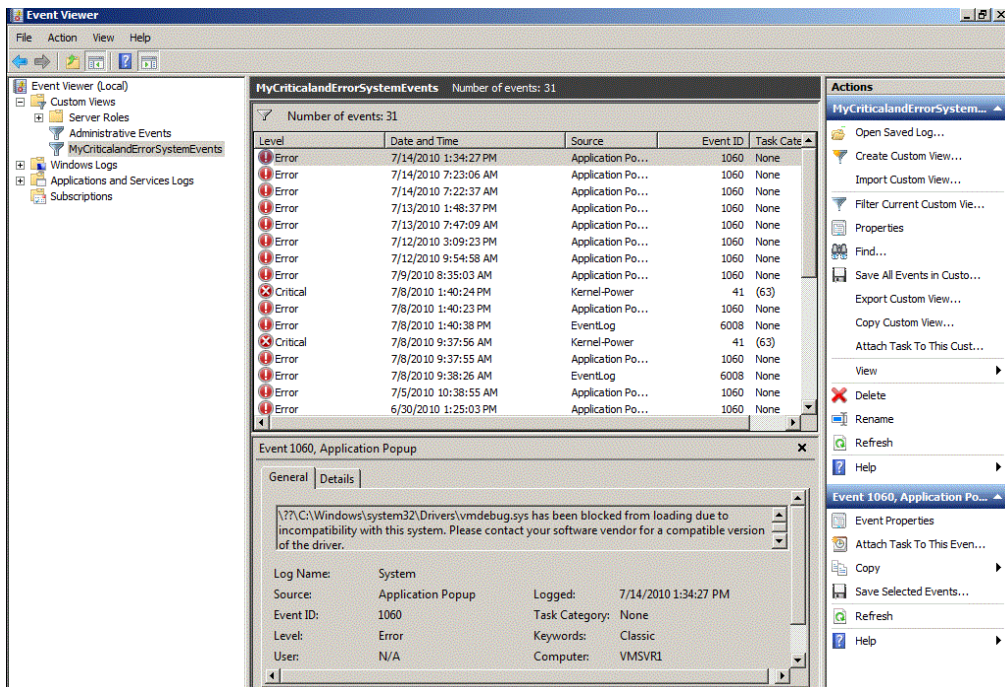 Event Viewer
File Action View Help
Event Viewer (Local)
Custom Views
Server Roles
Administrative Events
MyCriticalandErrorSystemEvents
Windows Logs
Applications and Services Logs
Subscriptions
MyCriticalandErrorSystemEvents Number of events: 31
Number of events: 31
Level Date and Time Source Event ID Task Cate
Error 7/14/2010 1:34:27 PM Application Po... 1060 None
Error 7/14/2010 7:23:06 AM Application Po... 1060 None
Error 7/14/2010 7:22:37 AM Application Po... 1060 None
Error 7/13/2010 1:48:37 PM Application Po... 1060 None
Error 7/13/2010 7:47:09 AM Application Po... 1060 None
Error 7/12/2010 3:09:23 PM Application Po... 1060 None
Error 7/12/2010 9:54:58 AM Application Po... 1060 None
Error 7/9/2010 8:35:03 AM Application Po... 1060 None
Critical 7/8/2010 1:40:24 PM Kernel-Power 41 (63)
Error 7/8/2010 1:40:23 PM Application Po... 1060 None
Error 7/8/2010 1:40:38 PM EventLog 6008 None
Critical 7/8/2010 9:37:56 AM Kernel-Power 41 (63)
Error 7/8/2010 9:37:55 AM Application Po... 1060 None
Error 7/8/2010 9:38:26 AM EventLog 6008 None
Error 7/5/2010 10:38:55 AM Application Po... 1060 None
Error 6/30/2010 1:25:03 PM Application Po... 1060 None
Event 1060, Application Popup
General Details
\??\C:\Windows\system32\Drivers\vmdebug.sys has been blocked from loading due to
incompatibility with this system. Please contact your software vendor for a compatible version
of the driver.
Log Name: System
Source: Application Popup Logged: 7/14/2010 1:34:27 PM
Event ID: 1060 Task Category: None
Level: Error Keywords: Classic
User: N/A Computer: VMSVR1
Actions
MyCriticalandErrorSystem...
Open Saved Log...
Create Custom View...
Import Custom View...
Filter Current Custom Vie...
Properties
Find...
Save All Events in Custo...
Export Custom View...
Copy Custom View...
Attach Task To This Cust...
View
Delete
Rename
Refresh
Help
Event 1060, Application Po...
Event Properties
Attach Task To This Even...
Copy
Save Selected Events...
Refresh
Help